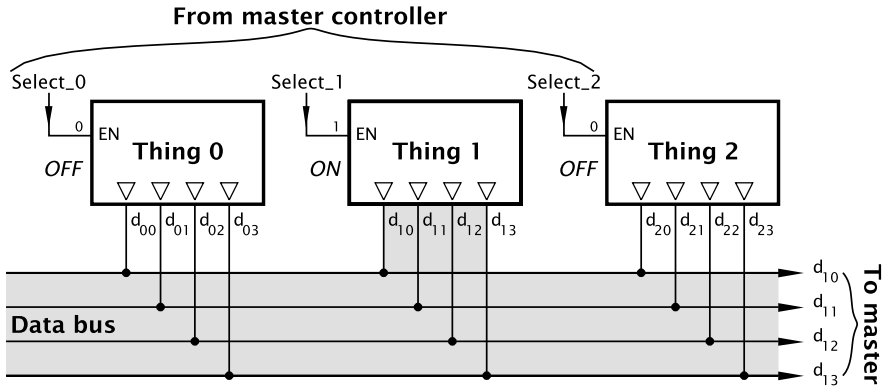 From master controller
Select_0 Select_1 Select_2
0 EN 1 EN 0 EN
Thing 0 Thing 1 Thing 2
OFF ON OFF
d00 d01 d02 d03 d10 d11 d12 d13 d20 d21 d22 d23
d10
d11
Data bus
d12
d13
To master